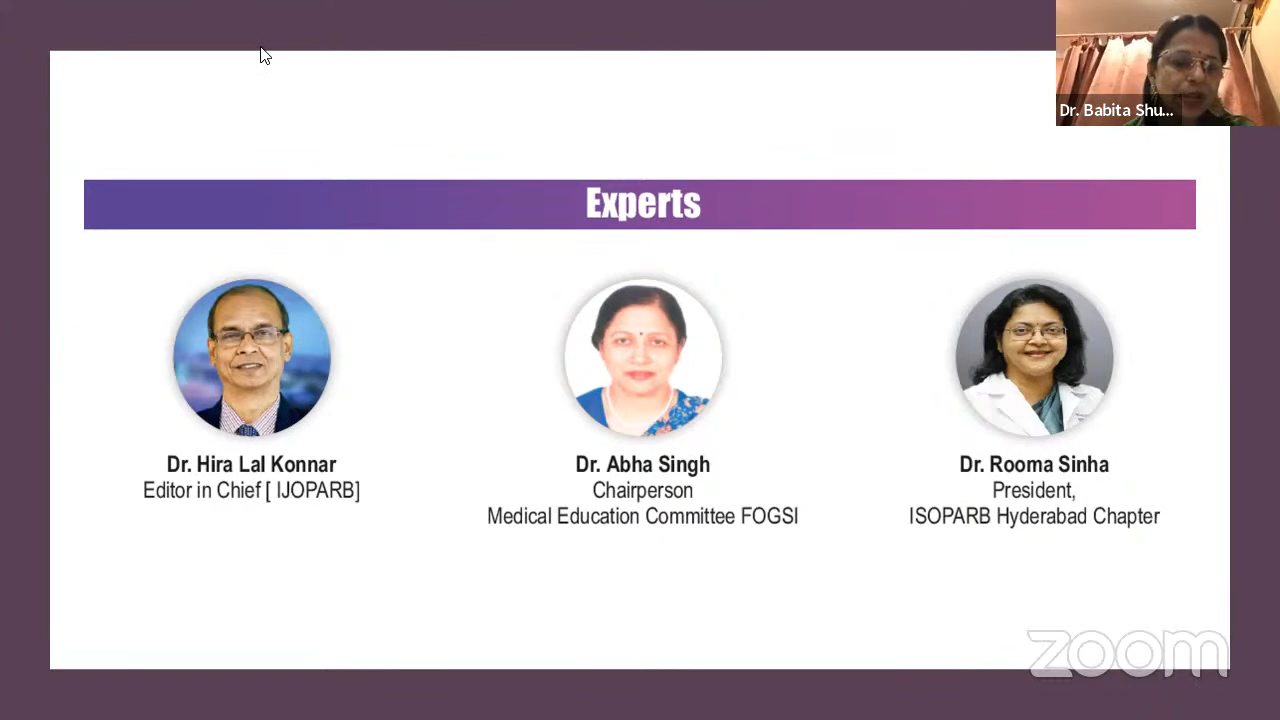 Dr. Babita Shu...
Experts
Dr. Hira Lal Konnar
Editor in Chief [ IJOPARB]
Dr. Abha Singh
Chairperson
Medical Education Committee FOGSI
Dr. Rooma Sinha
President,
ISOPARB Hyderabad Chapter
zoom